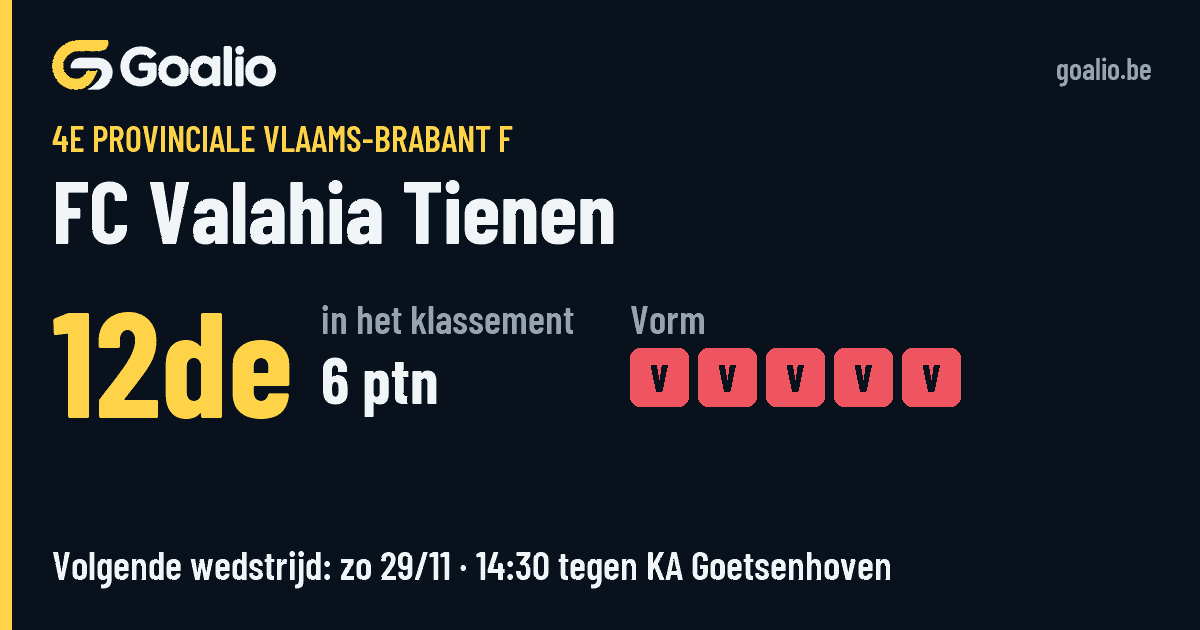 Goalio
goalio.be
4E PROVINCIALE VLAAMS-BRABANT F
FC Valahia Tienen
12de
in het klassement
6 ptn
Vorm
V V V V V
Volgende wedstrijd: zo 29/11 · 14:30 tegen KA Goetsenhoven